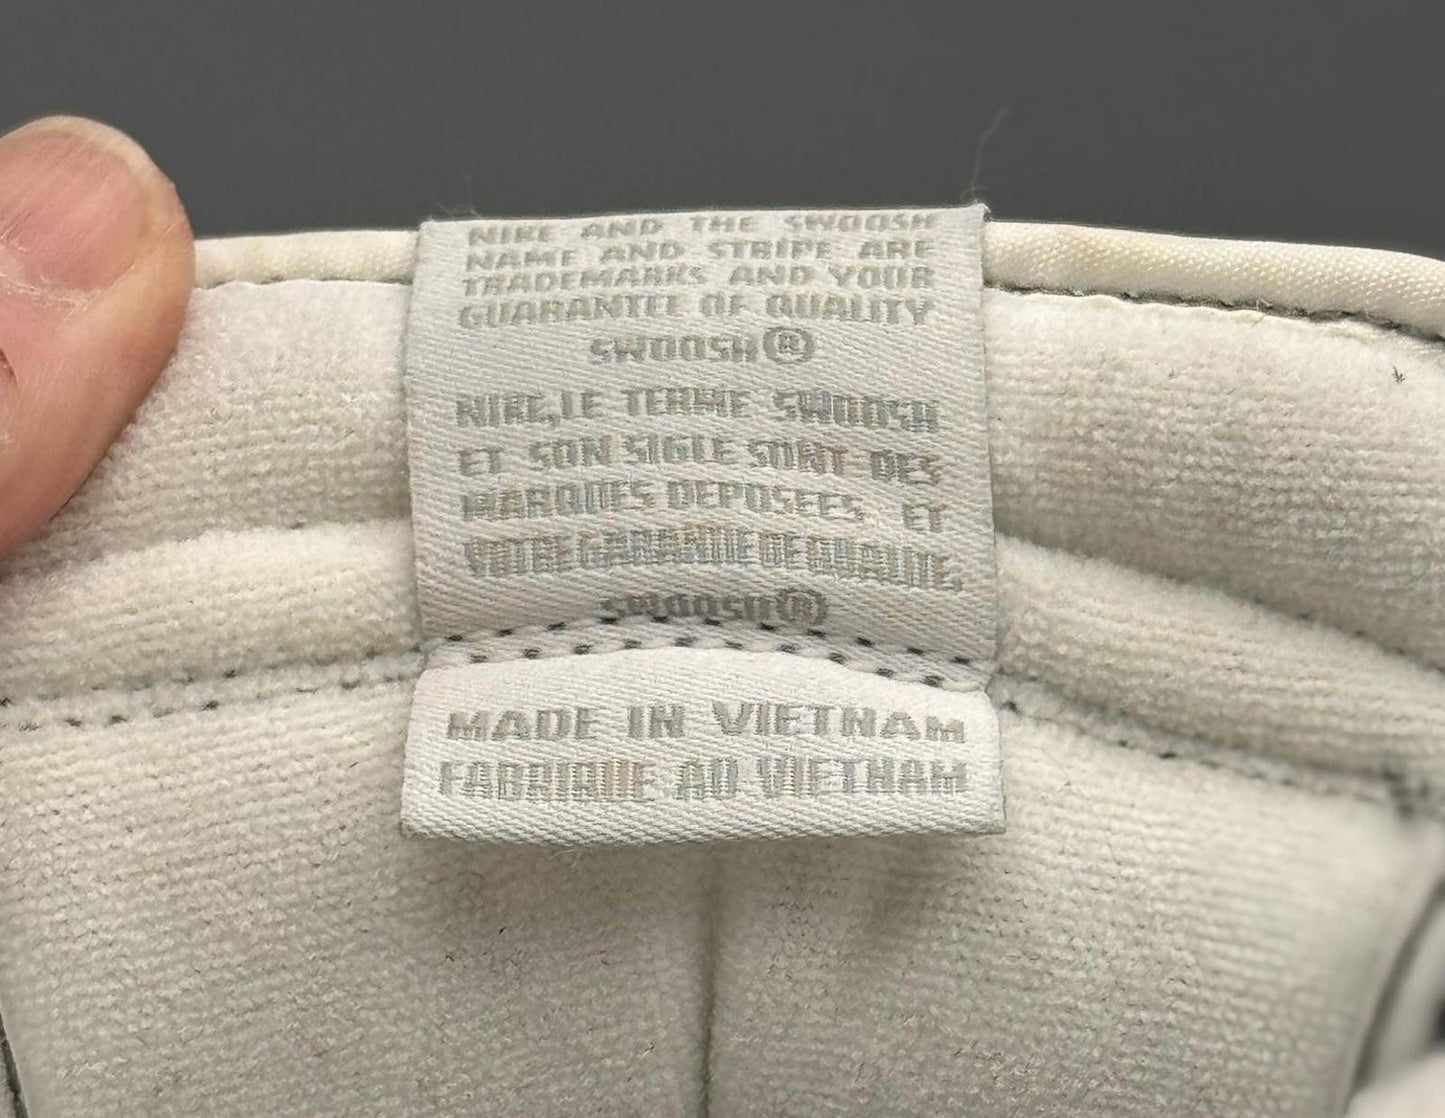 NIKE AND THE SWOOSH
NAME AND STRIPE ARE
TRADEMARKS AND YOUR
GUARANTEE OF QUALITY
SWOOSH®
NIKE, LE TERME SWOOSH
ET SON SIGLE SONT DES
MARQUES DEPOSEES ET
VOTRE GARANTIE DE QUALITE.
SWOOSH®
MADE IN VIETNAM
FABRIQUE AU VIETNAM